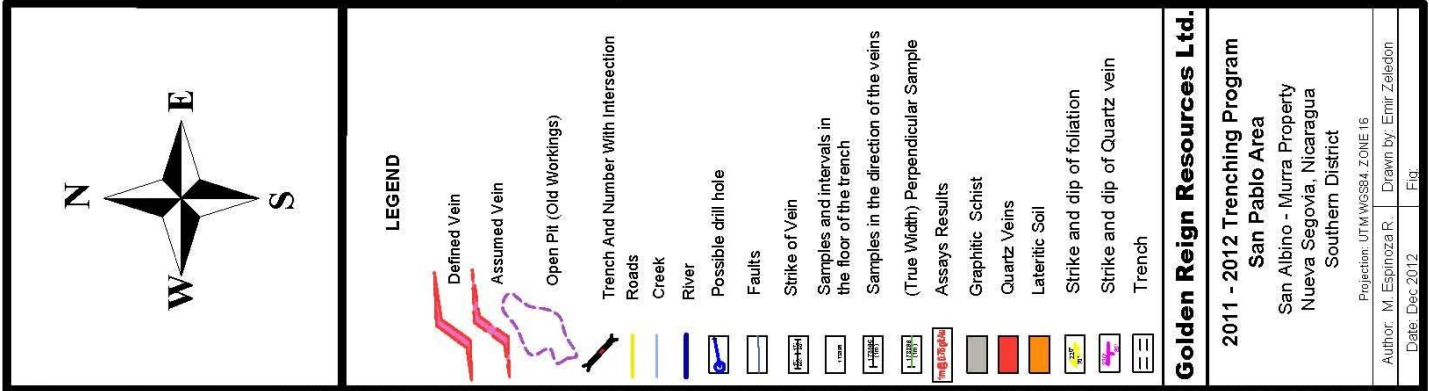 N
W
E
S
LEGEND
Defined Vein
Assumed Vein
Open Pit (Old Workings)
Trench And Number With Intersection
Roads
Creek
River
Possible drill hole
Faults
Strike of Vein
Samples and intervals in
the floor of the trench
Samples in the direction of the veins
(True Width) Perpendicular Sample
Assays Results
Graphitic Schist
Quartz Veins
Lateritic Soil
Strike and dip of foliation
Strike and dip of Quartz vein
Trench
Golden Reign Resources Ltd.
2011 - 2012 Trenching Program
San Pablo Area
San Albino - Murra Property
Nueva Segovia, Nicaragua
Southern District
Projection: UTM WGS84, ZONE 16
Author: M. Espinoza R.
Drawn by: Emir Zeledon
Date: Dec 2012
Fig: